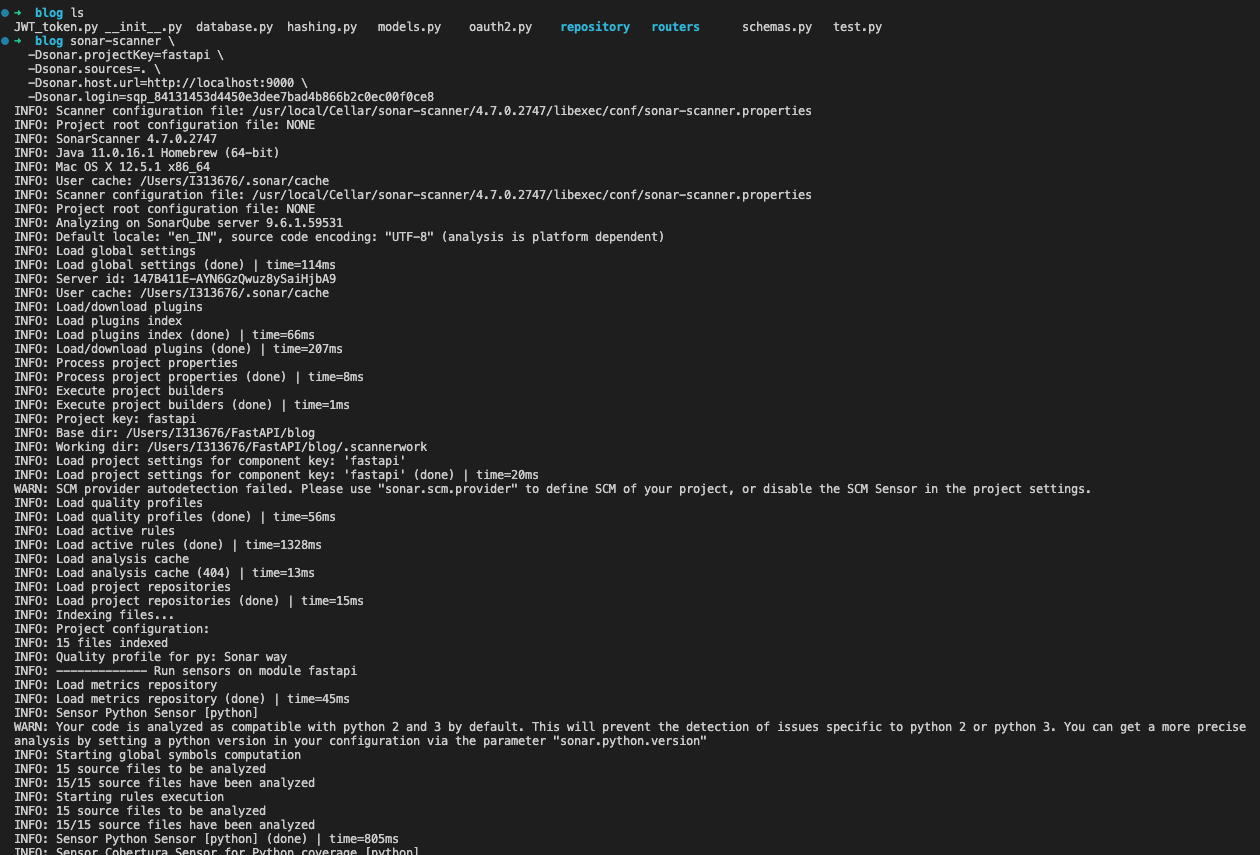 blog ls
JWT_token.py __init__.py database.py hashing.py models.py oauth2.py repository routers schemas.py test.py
blog sonar-scanner \
-Dsonar.projectKey=fastapi \
-Dsonar.sources=. \
-Dsonar.host.url=http://localhost:9000 \
-Dsonar.login=sqp_84131453d4450e3dee7bad4b866b2c0ec00f0ce8
INFO: Scanner configuration file: /usr/local/Cellar/sonar-scanner/4.7.0.2747/libexec/conf/sonar-scanner.properties
INFO: Project root configuration file: NONE
INFO: SonarScanner 4.7.0.2747
INFO: Java 11.0.16.1 Homebrew (64-bit)
INFO: Mac OS X 12.5.1 x86_64
INFO: User cache: /Users/I313676/.sonar/cache
INFO: Scanner configuration file: /usr/local/Cellar/sonar-scanner/4.7.0.2747/libexec/conf/sonar-scanner.properties
INFO: Project root configuration file: NONE
INFO: Analyzing on SonarQube server 9.6.1.59531
INFO: Default locale: "en_IN", source code encoding: "UTF-8" (analysis is platform dependent)
INFO: Load global settings
INFO: Load global settings (done) | time=114ms
INFO: Server id: 147B411E-AYN6GzQwuz8ySaiHjbA9
INFO: User cache: /Users/I313676/.sonar/cache
INFO: Load/download plugins
INFO: Load plugins index
INFO: Load plugins index (done) | time=66ms
INFO: Load/download plugins (done) | time=207ms
INFO: Process project properties
INFO: Process project properties (done) | time=8ms
INFO: Execute project builders
INFO: Execute project builders (done) | time=1ms
INFO: Project key: fastapi
INFO: Base dir: /Users/I313676/FastAPI/blog
INFO: Working dir: /Users/I313676/FastAPI/blog/.scannerwork
INFO: Load project settings for component key: 'fastapi'
INFO: Load project settings for component key: 'fastapi' (done) | time=20ms
WARN: SCM provider autodetection failed. Please use "sonar.scm.provider" to define SCM of your project, or disable the SCM Sensor in the project settings.
INFO: Load quality profiles
INFO: Load quality profiles (done) | time=56ms
INFO: Load active rules
INFO: Load active rules (done) | time=1328ms
INFO: Load analysis cache
INFO: Load analysis cache (404) | time=13ms
INFO: Load project repositories
INFO: Load project repositories (done) | time=15ms
INFO: Indexing files...
INFO: Project configuration:
INFO: 15 files indexed
INFO: Quality profile for py: Sonar way
INFO: ------------- Run sensors on module fastapi
INFO: Load metrics repository
INFO: Load metrics repository (done) | time=45ms
INFO: Sensor Python Sensor [python]
WARN: Your code is analyzed as compatible with python 2 and 3 by default. This will prevent the detection of issues specific to python 2 or python 3. You can get a more precise
analysis by setting a python version in your configuration via the parameter "sonar.python.version"
INFO: Starting global symbols computation
INFO: 15 source files to be analyzed
INFO: 15/15 source files have been analyzed
INFO: Starting rules execution
INFO: 15 source files to be analyzed
INFO: 15/15 source files have been analyzed
INFO: Sensor Python Sensor [python] (done) | time=805ms
INFO: Sensor Cobertura Sensor for Python coverage [python]